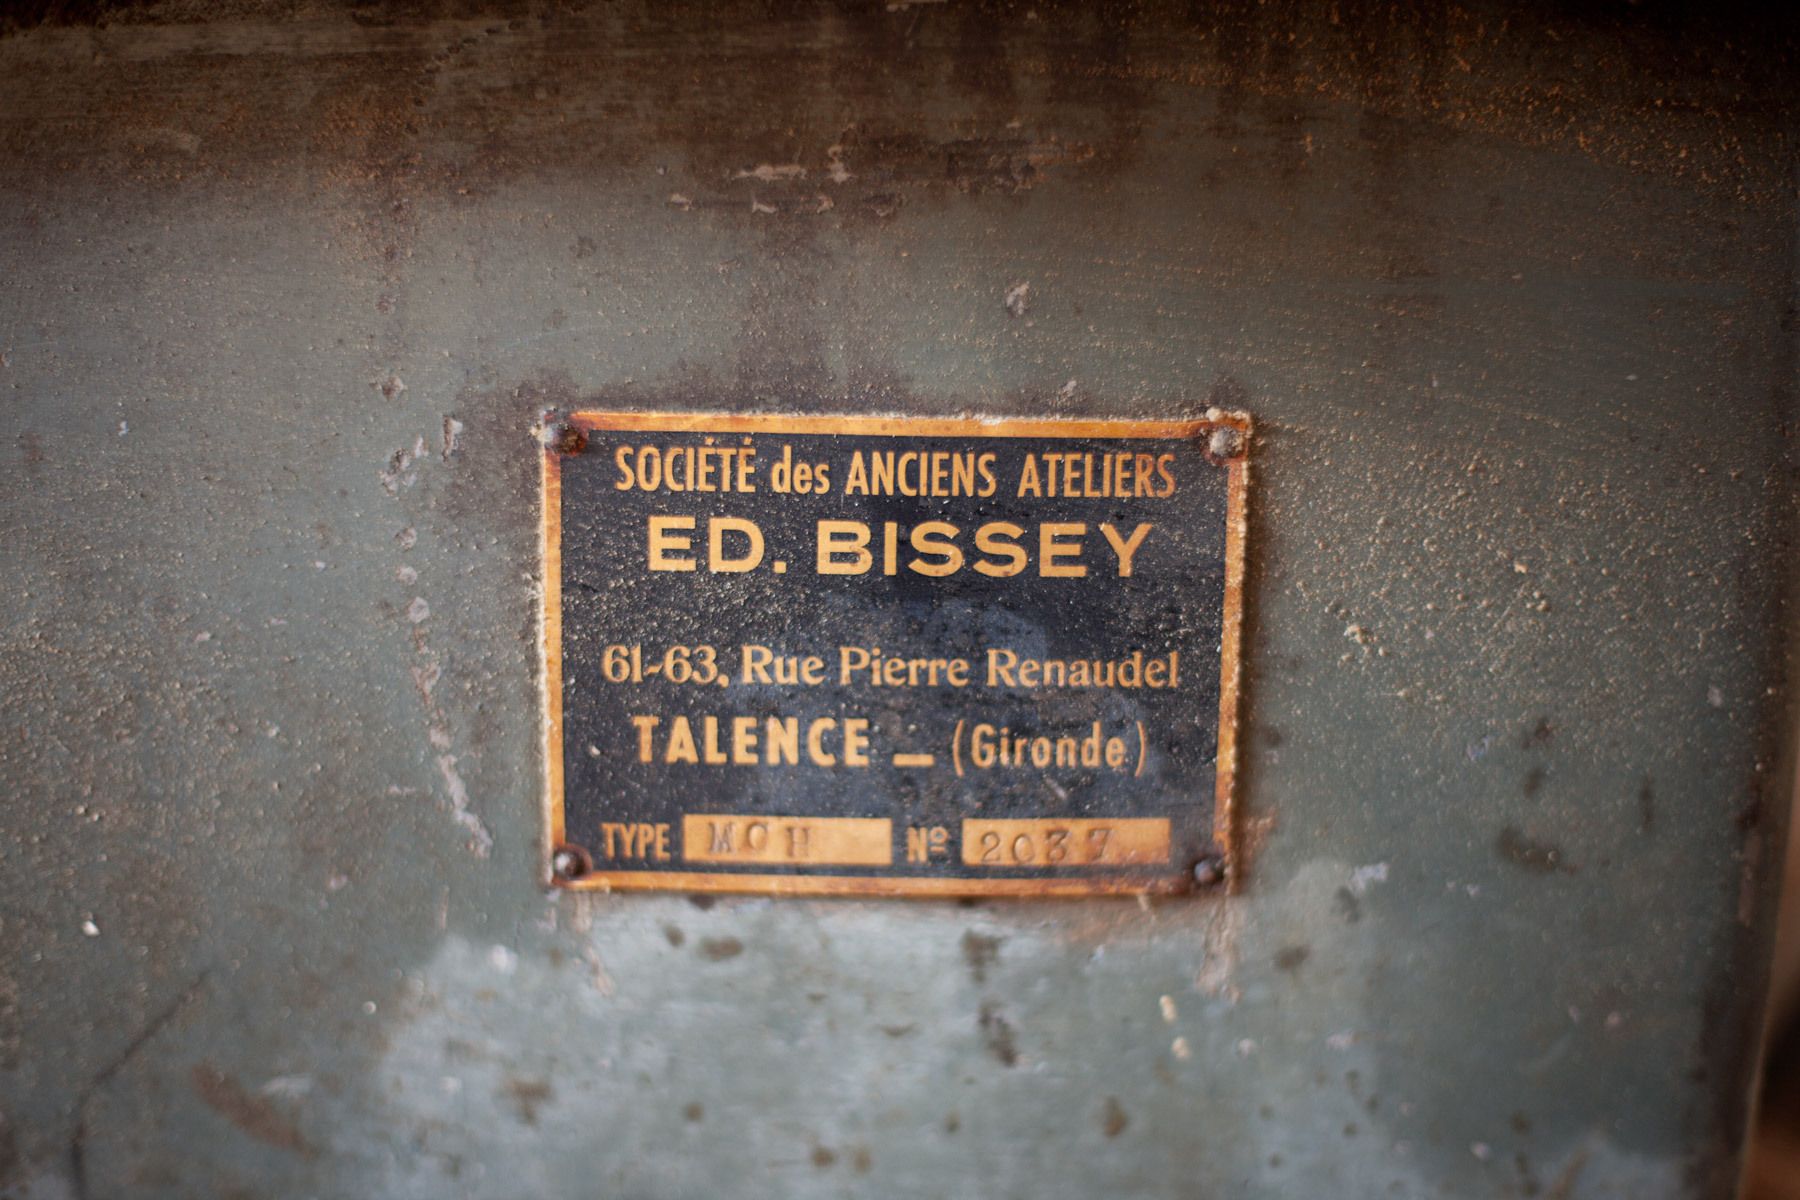 SOCIÉTÉ des ANCIENS ATELIERS
ED. BISSEY
61-63, Rue Pierre Renaudel
TALENCE _ (Gironde)
TYPE MCH Nº 2037